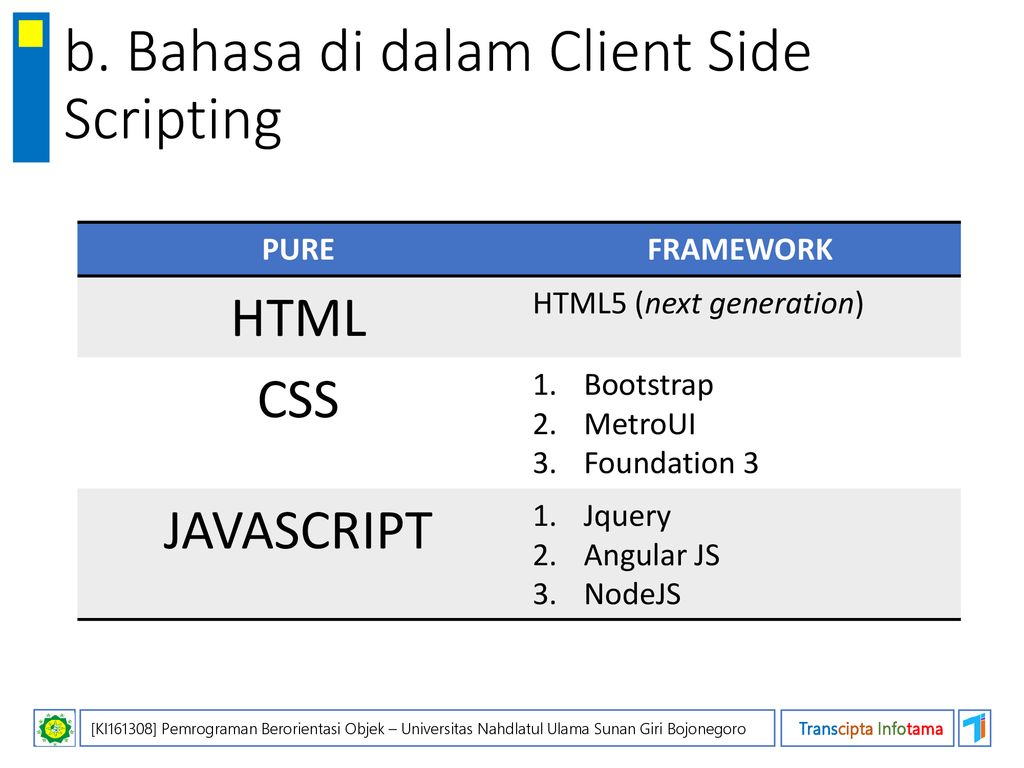 b. Bahasa di dalam Client Side
Scripting
PURE
FRAMEWORK
HTML
HTML5 (next generation)
CSS
1. Bootstrap
2. MetroUI
3. Foundation 3
JAVASCRIPT
1. Jquery
2. Angular JS
3. NodeJS
[KI161308] Pemrograman Berorientasi Objek – Universitas Nahdlatul Ulama Sunan Giri Bojonegoro
Transcipta Infotama